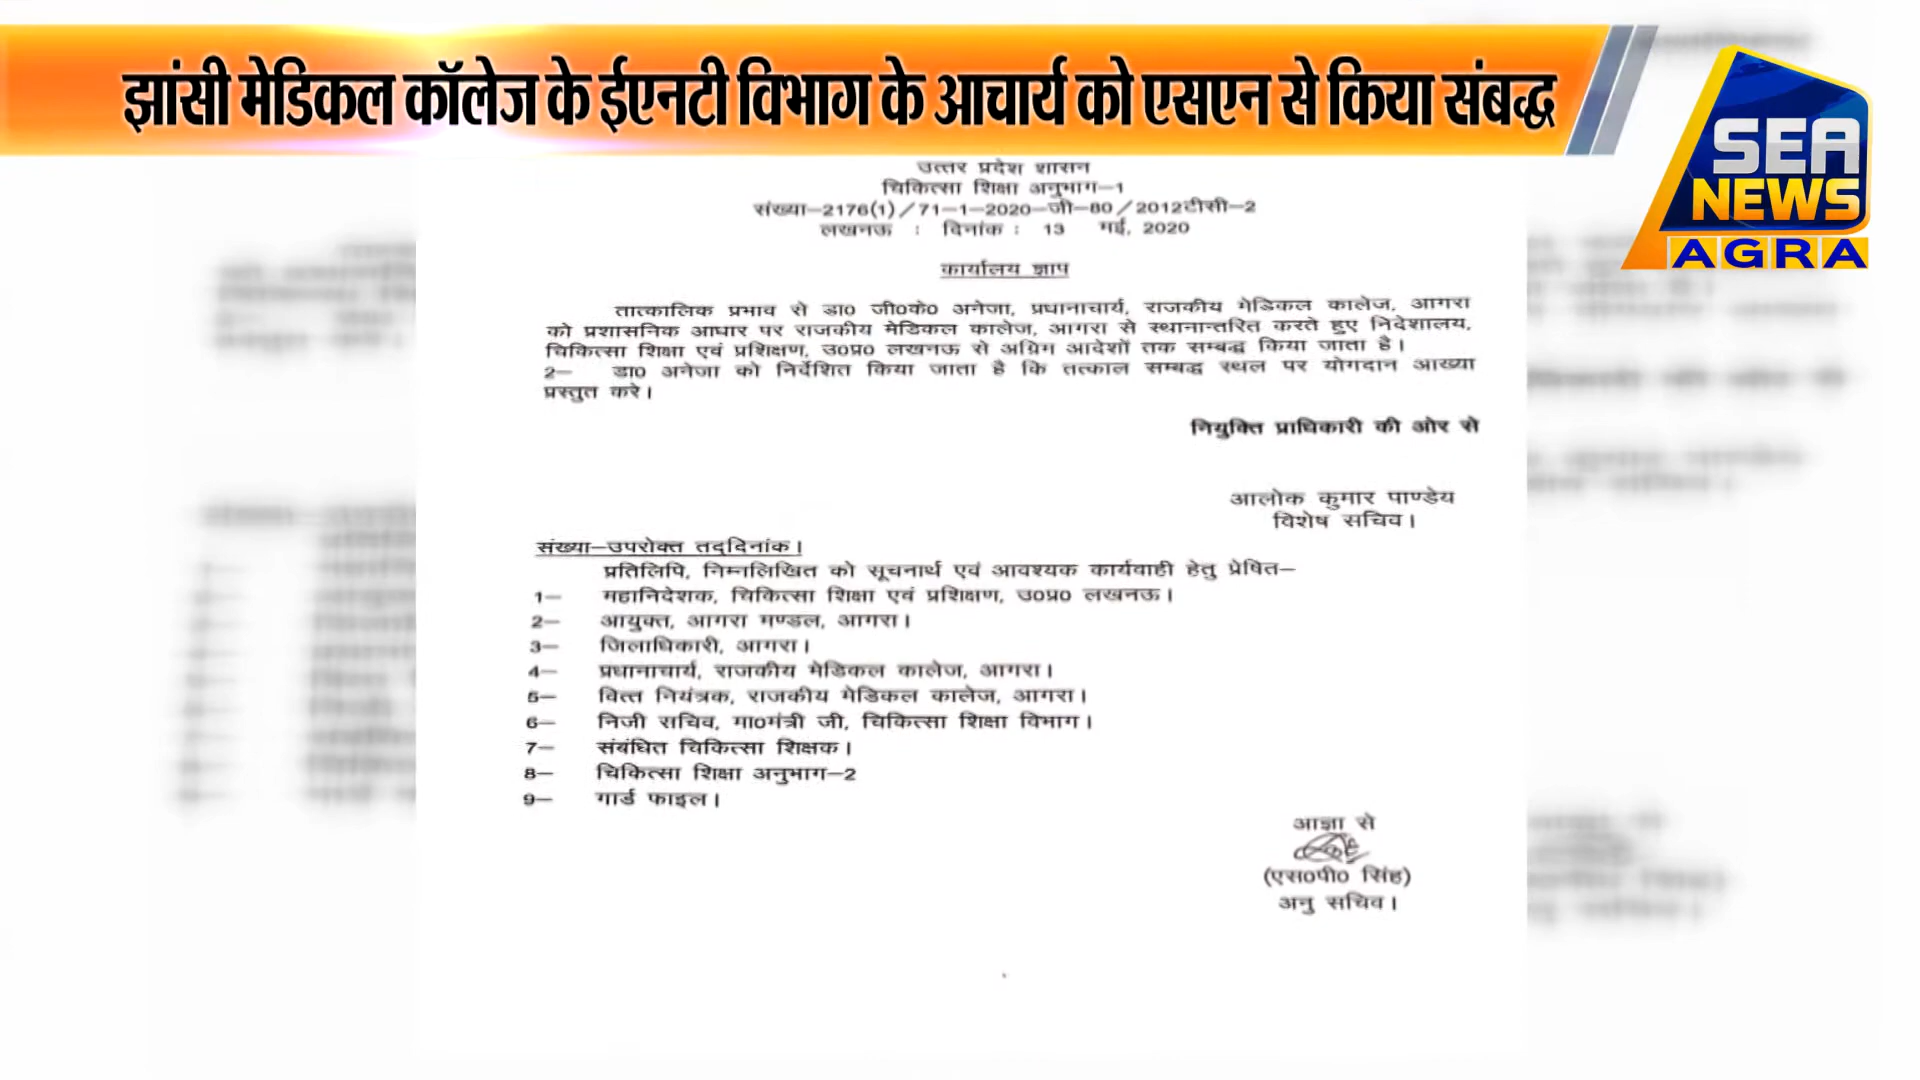 झांसी मेडिकल कॉलेज के ईएनटी विभाग के आचार्य को एसएन से किया संबद्ध
SEA
NEWS
AGRA
उत्तर प्रदेश शासन
चिकित्सा शिक्षा अनुभाग-1
संख्या-2176(1)/71-1-2020-जी-80/2012टीसी-2
लखनऊ : दिनांक : 13 मई, 2020
कार्यालय ज्ञाप
तात्कालिक प्रभाव से डा0 जी0के0 अनेजा, प्रधानाचार्य, राजकीय मेडिकल कालेज, आगरा
को प्रशासनिक आधार पर राजकीय मेडिकल कालेज, आगरा से स्थानान्तरित करते हुए निदेशालय,
चिकित्सा शिक्षा एवं प्रशिक्षण, उ0प्र0 लखनऊ से अग्रिम आदेशों तक सम्बद्ध किया जाता है।
2- डा0 अनेजा को निर्देशित किया जाता है कि तत्काल सम्बद्ध स्थल पर योगदान आख्या
प्रस्तुत करे।
नियुक्ति प्राधिकारी की ओर से
आलोक कुमार पाण्डेय
विशेष सचिव।
संख्या-उपरोक्त तद्दिनांक।
प्रतिलिपि, निम्नलिखित को सूचनार्थ एवं आवश्यक कार्यवाही हेतु प्रेषित-
1- महानिदेशक, चिकित्सा शिक्षा एवं प्रशिक्षण, उ0प्र0 लखनऊ।
2- आयुक्त, आगरा मण्डल, आगरा।
3- जिलाधिकारी, आगरा।
4- प्रधानाचार्य, राजकीय मेडिकल कालेज, आगरा।
5- वित्त नियंत्रक, राजकीय मेडिकल कालेज, आगरा।
6- निजी सचिव, मा0मंत्री जी, चिकित्सा शिक्षा विभाग।
7- संबंधित चिकित्सा शिक्षक।
8- चिकित्सा शिक्षा अनुभाग-2
9- गार्ड फाइल।
आज्ञा से
(एस0पी0 सिंह)
अनु सचिव।